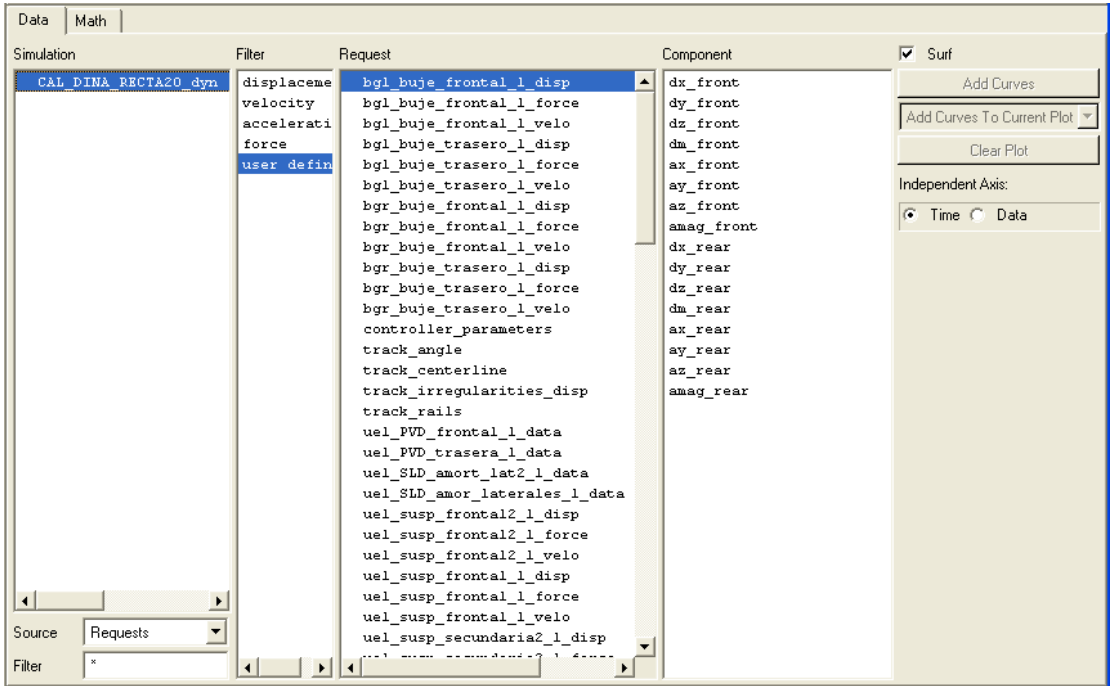 Data
Math
Simulation
CAL_DINA_RECTA20_dyn
Source
Requests
Filter
*
Filter
displaceme
velocity
accelerati
force
user defin
Request
bgl_buje_frontal_l_disp
bgl_buje_frontal_l_force
bgl_buje_frontal_l_velo
bgl_buje_trasero_l_disp
bgl_buje_trasero_l_force
bgl_buje_trasero_l_velo
bgr_buje_frontal_l_disp
bgr_buje_frontal_l_force
bgr_buje_frontal_l_velo
bgr_buje_trasero_l_disp
bgr_buje_trasero_l_force
bgr_buje_trasero_l_velo
controller_parameters
track_angle
track_centerline
track_irregularities_disp
track_rails
uel_PVD_frontal_l_data
uel_PVD_trasera_l_data
uel_SLD_amort_lat2_l_data
uel_SLD_amor_laterales_l_data
uel_susp_frontal2_l_disp
uel_susp_frontal2_l_force
uel_susp_frontal2_l_velo
uel_susp_frontal_l_disp
uel_susp_frontal_l_force
uel_susp_frontal_l_velo
uel_susp_secundaria2_l_disp
Component
dx_front
dy_front
dz_front
dm_front
ax_front
ay_front
az_front
amag_front
dx_rear
dy_rear
dz_rear
dm_rear
ax_rear
ay_rear
az_rear
amag_rear
Surf
Add Curves
Add Curves To Current Plot
Clear Plot
Independent Axis:
Time Data